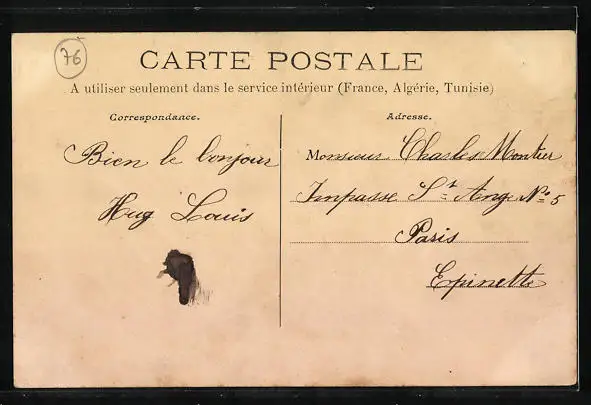 76
CARTE POSTALE
A utiliser seulement dans le service intérieur (France, Algérie, Tunisie)
Correspondance.
Bien le bonjour
Hug Louis
Adresse.
Monsieur Charles Montier
Impasse St Ange No 5
Paris
Epinette